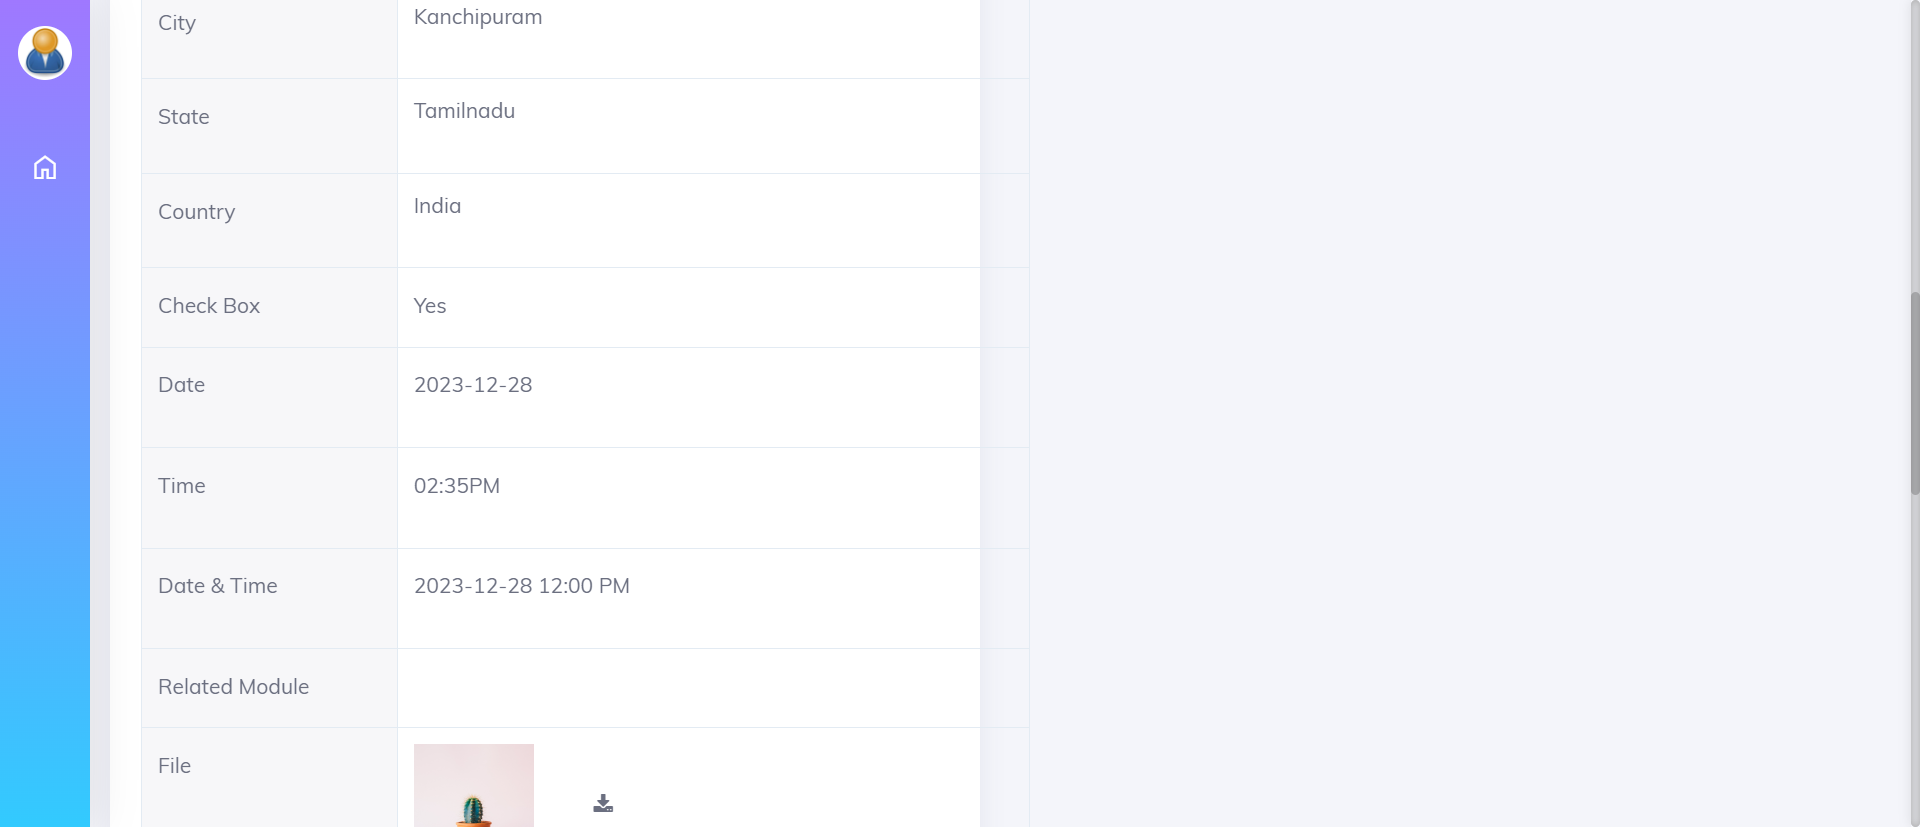 City Kanchipuram
State Tamilnadu
Country India
Check Box Yes
Date 2023-12-28
Time 02:35PM
Date & Time 2023-12-28 12:00 PM
Related Module
File